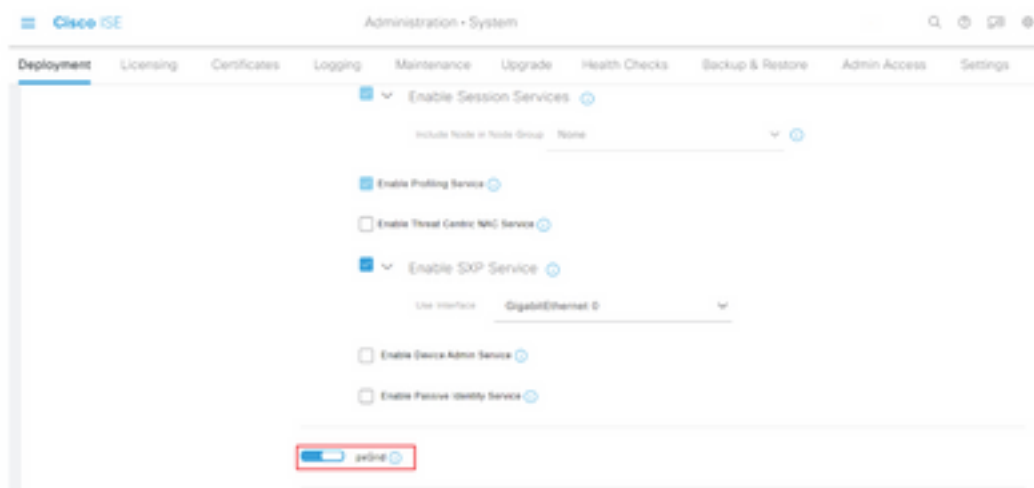 Cisco ISE
Administration • System
Deployment Licensing Certificates Logging Maintenance Upgrade Health Checks Backup & Restore Admin Access Settings
Enable Session Services
Include Node in Node Group None
Enable Profiling Service
Enable Threat Centric NAC Service
Enable SXP Service
Use Interface GigabitEthernet 0
Enable Device Admin Service
Enable Passive Identity Service
pxGrid